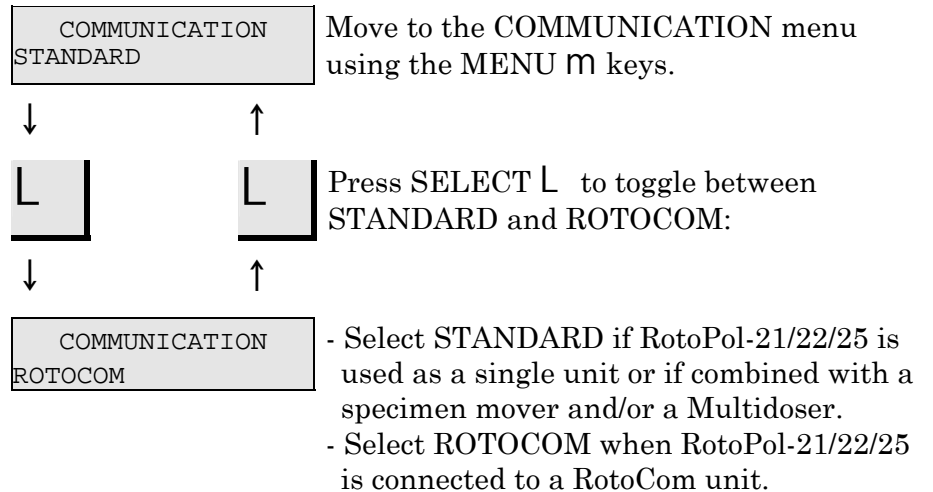 COMMUNICATION
STANDARD
Move to the COMMUNICATION menu
using the MENU m keys.
↓ ↑
L L
Press SELECT L to toggle between
STANDARD and ROTOCOM:
↓ ↑
COMMUNICATION
ROTOCOM
- Select STANDARD if RotoPol-21/22/25 is
used as a single unit or if combined with a
specimen mover and/or a Multidoser.
- Select ROTOCOM when RotoPol-21/22/25
is connected to a RotoCom unit.